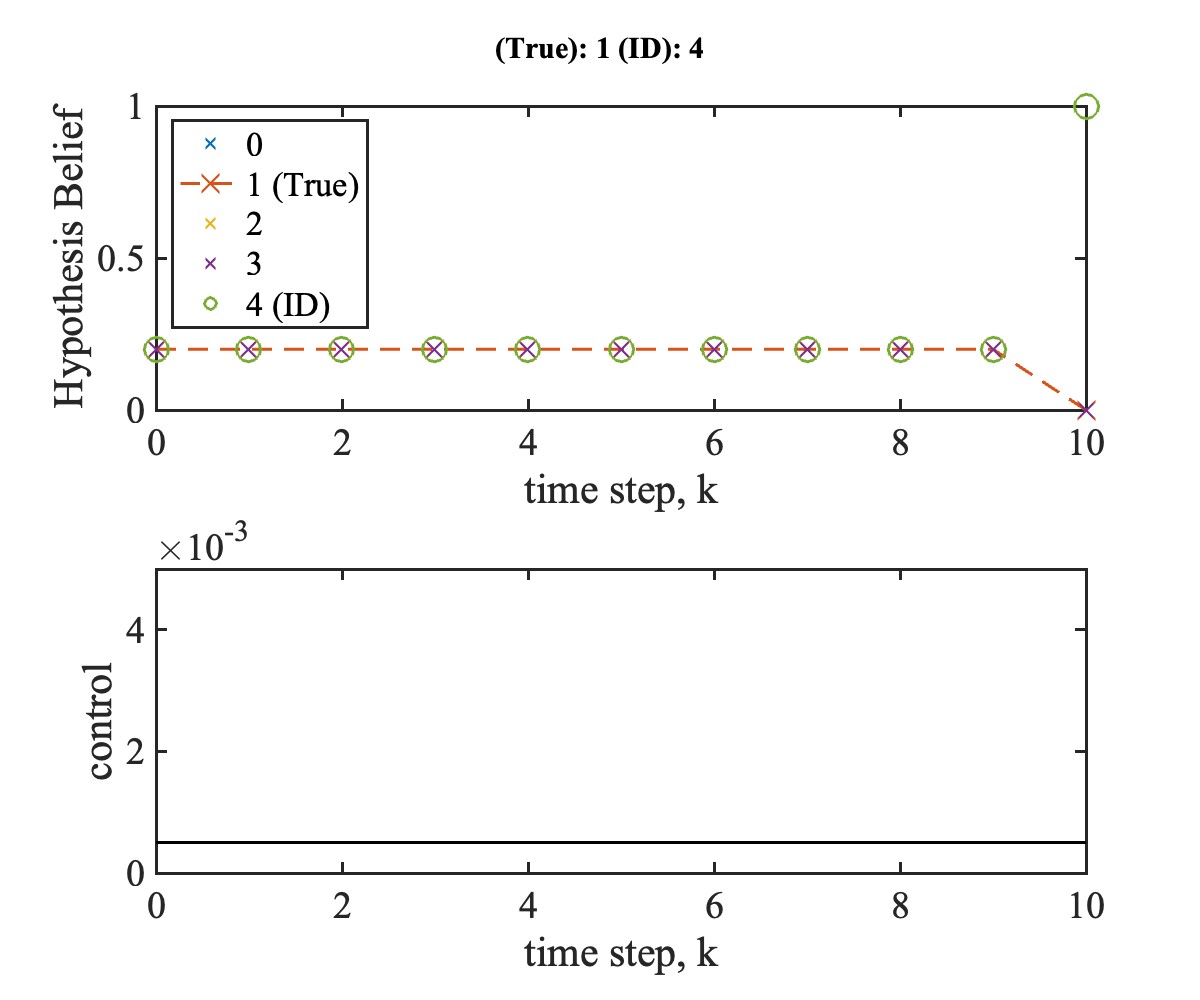 (True): 1 (ID): 4
Hypothesis Belief
1
0.5
0
0
1 (True)
2
3
4 (ID)
0 2 4 6 8 10
time step, k
×10⁻³
control
4
2
0
0 2 4 6 8 10
time step, k